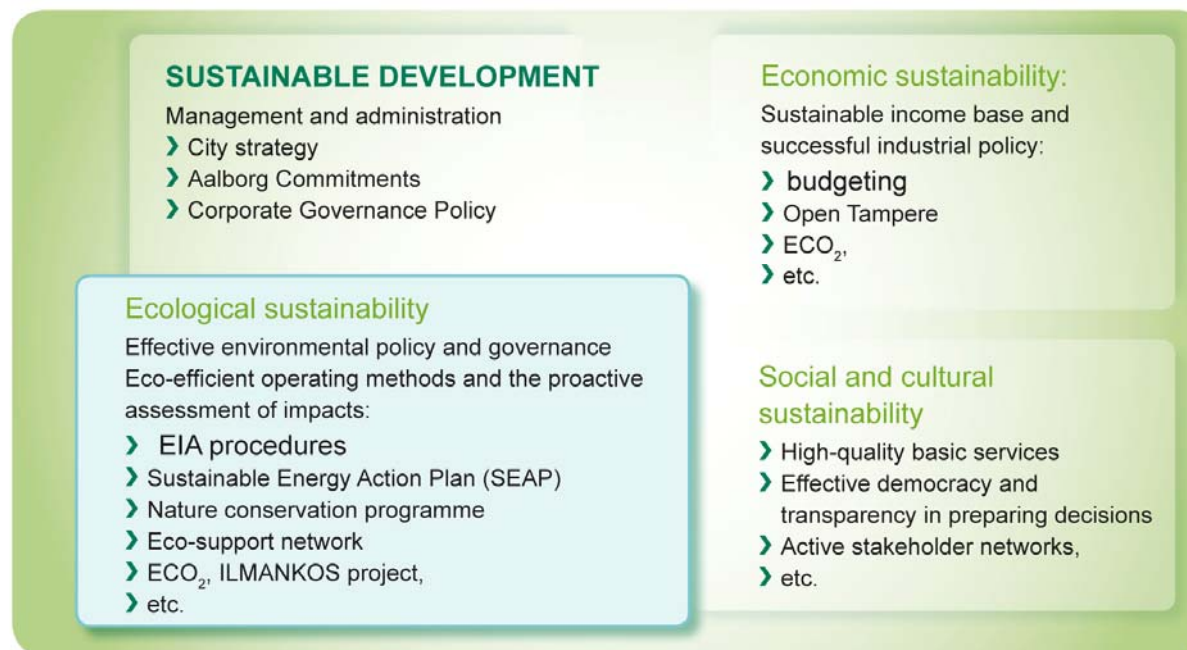 SUSTAINABLE DEVELOPMENT
Management and administration
❯ City strategy
❯ Aalborg Commitments
❯ Corporate Governance Policy
Ecological sustainability
Effective environmental policy and governance
Eco-efficient operating methods and the proactive
assessment of impacts:
❯ EIA procedures
❯ Sustainable Energy Action Plan (SEAP)
❯ Nature conservation programme
❯ Eco-support network
❯ ECO₂, ILMANKOS project,
❯ etc.
Economic sustainability:
Sustainable income base and
successful industrial policy:
❯ budgeting
❯ Open Tampere
❯ ECO₂,
❯ etc.
Social and cultural
sustainability
❯ High-quality basic services
❯ Effective democracy and
transparency in preparing decisions
❯ Active stakeholder networks,
❯ etc.